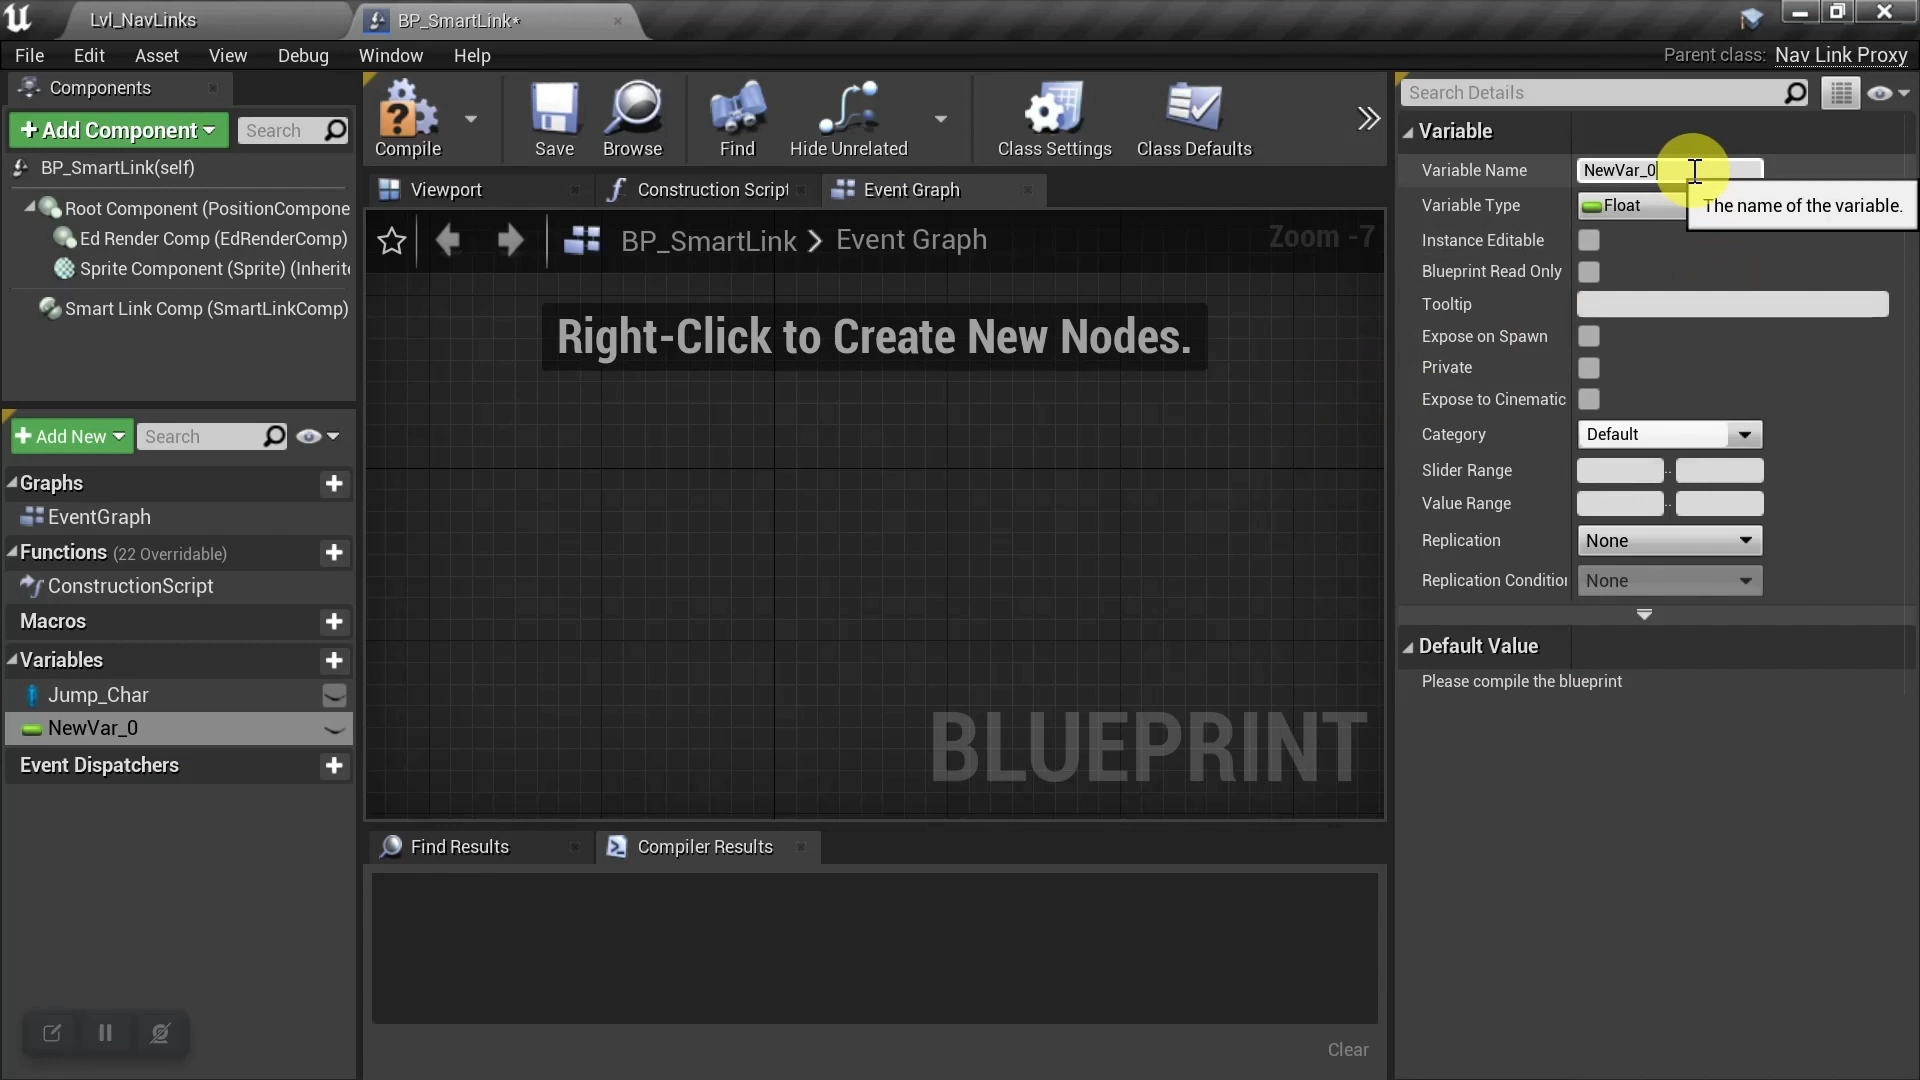 Lvl_NavLinks
BP_SmartLink*
File Edit Asset View Debug Window Help
Parent class: Nav Link Proxy
Components
+ Add Component
Search
BP_SmartLink(self)
Root Component (PositionCompone
Ed Render Comp (EdRenderComp)
Sprite Component (Sprite) (Inherite
Smart Link Comp (SmartLinkComp)
+ Add New
Search
Graphs
EventGraph
Functions (22 Overridable)
ConstructionScript
Macros
Variables
Jump_Char
NewVar_0
Event Dispatchers
Compile
Save
Browse
Find
Hide Unrelated
Class Settings
Class Defaults
Viewport
Construction Script
Event Graph
BP_SmartLink > Event Graph
Zoom -7
Right-Click to Create New Nodes.
BLUEPRINT
Find Results
Compiler Results
Clear
Search Details
Variable
Variable Name NewVar_0
Variable Type Float
The name of the variable.
Instance Editable
Blueprint Read Only
Tooltip
Expose on Spawn
Private
Expose to Cinematic
Category Default
Slider Range ..
Value Range ..
Replication None
Replication Condition None
Default Value
Please compile the blueprint